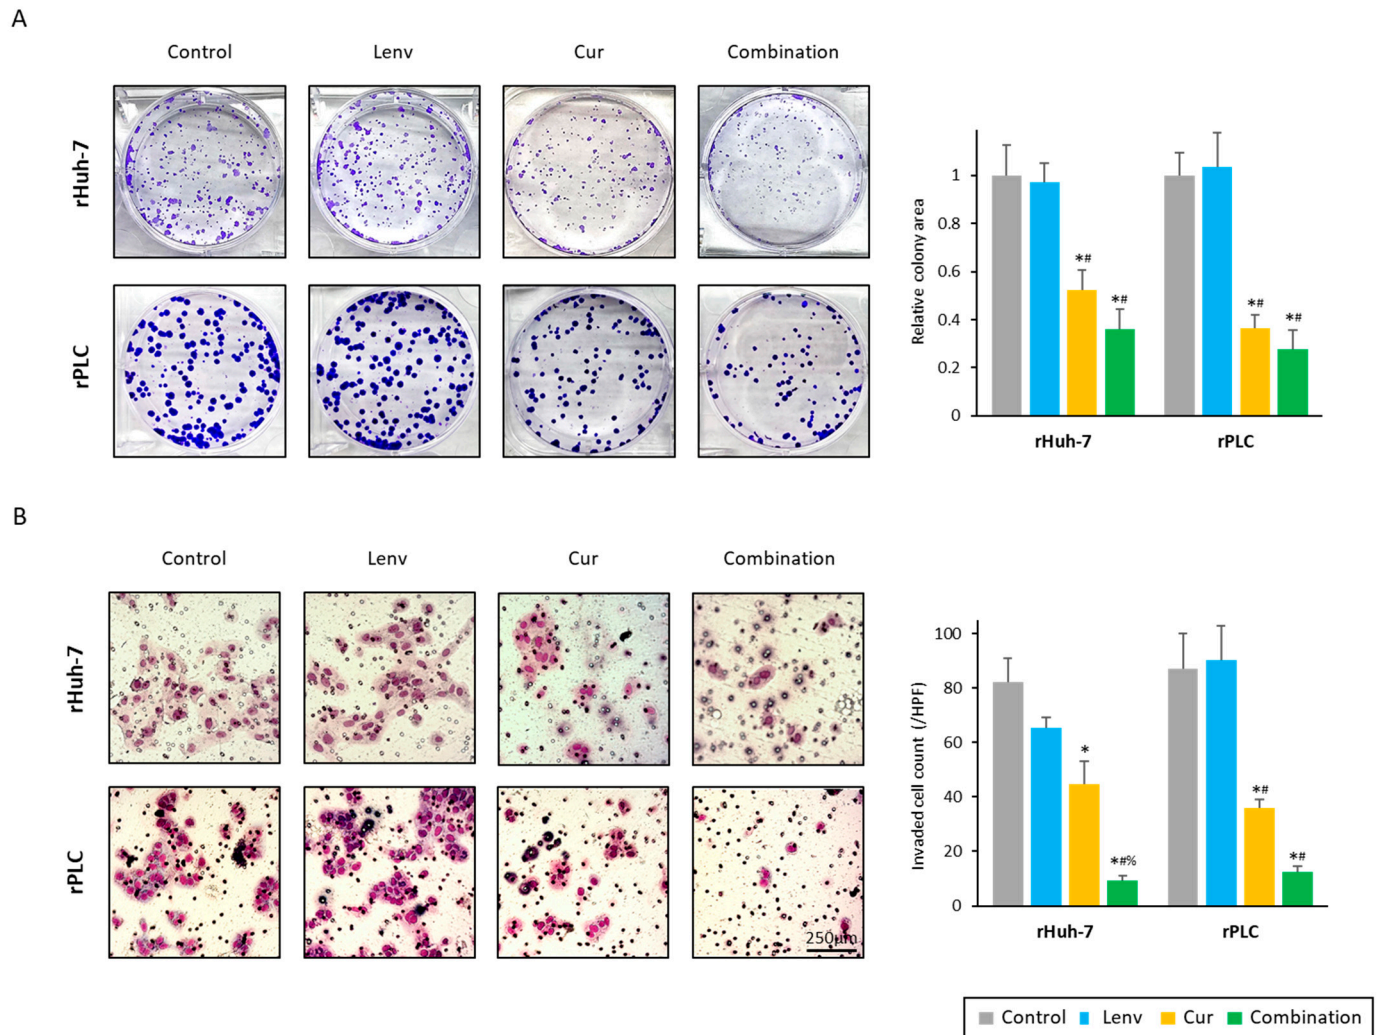 A
Control Lenv Cur Combination
rHuh-7
rPLC
Relative colony area
1
0.8
0.6
0.4
0.2
0
*#
*#
*#
*#
rHuh-7 rPLC
B
Control Lenv Cur Combination
rHuh-7
rPLC
250μm
Invaded cell count (/HPF)
100
80
60
40
20
0
*
*#%
*#
*#
rHuh-7 rPLC
Control Lenv Cur Combination